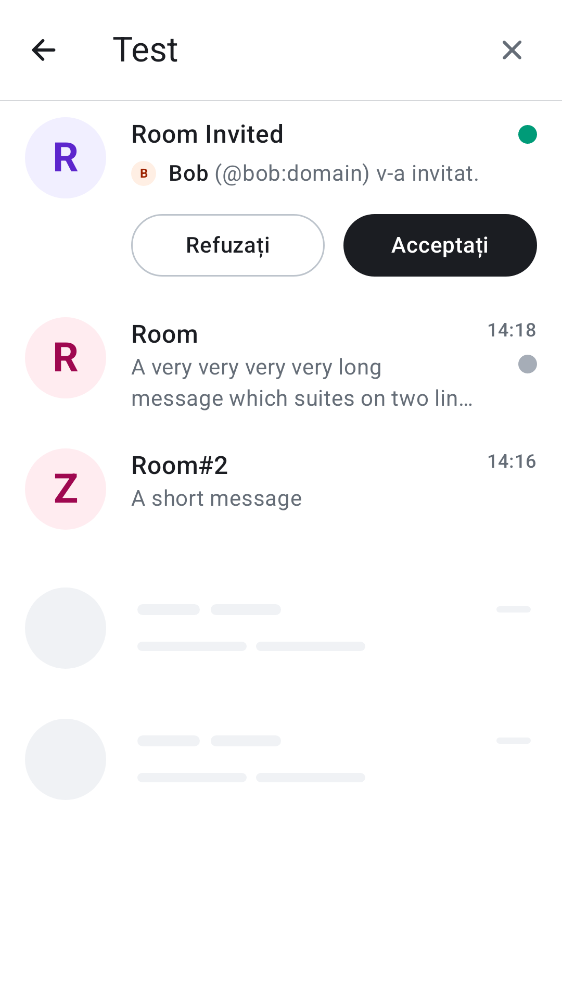 Test
R
Room Invited
B Bob (@bob:domain) v-a invitat.
Refuzați
Acceptați
R
Room
14:18
A very very very very long
message which suites on two lin…
Z
Room#2
14:16
A short message